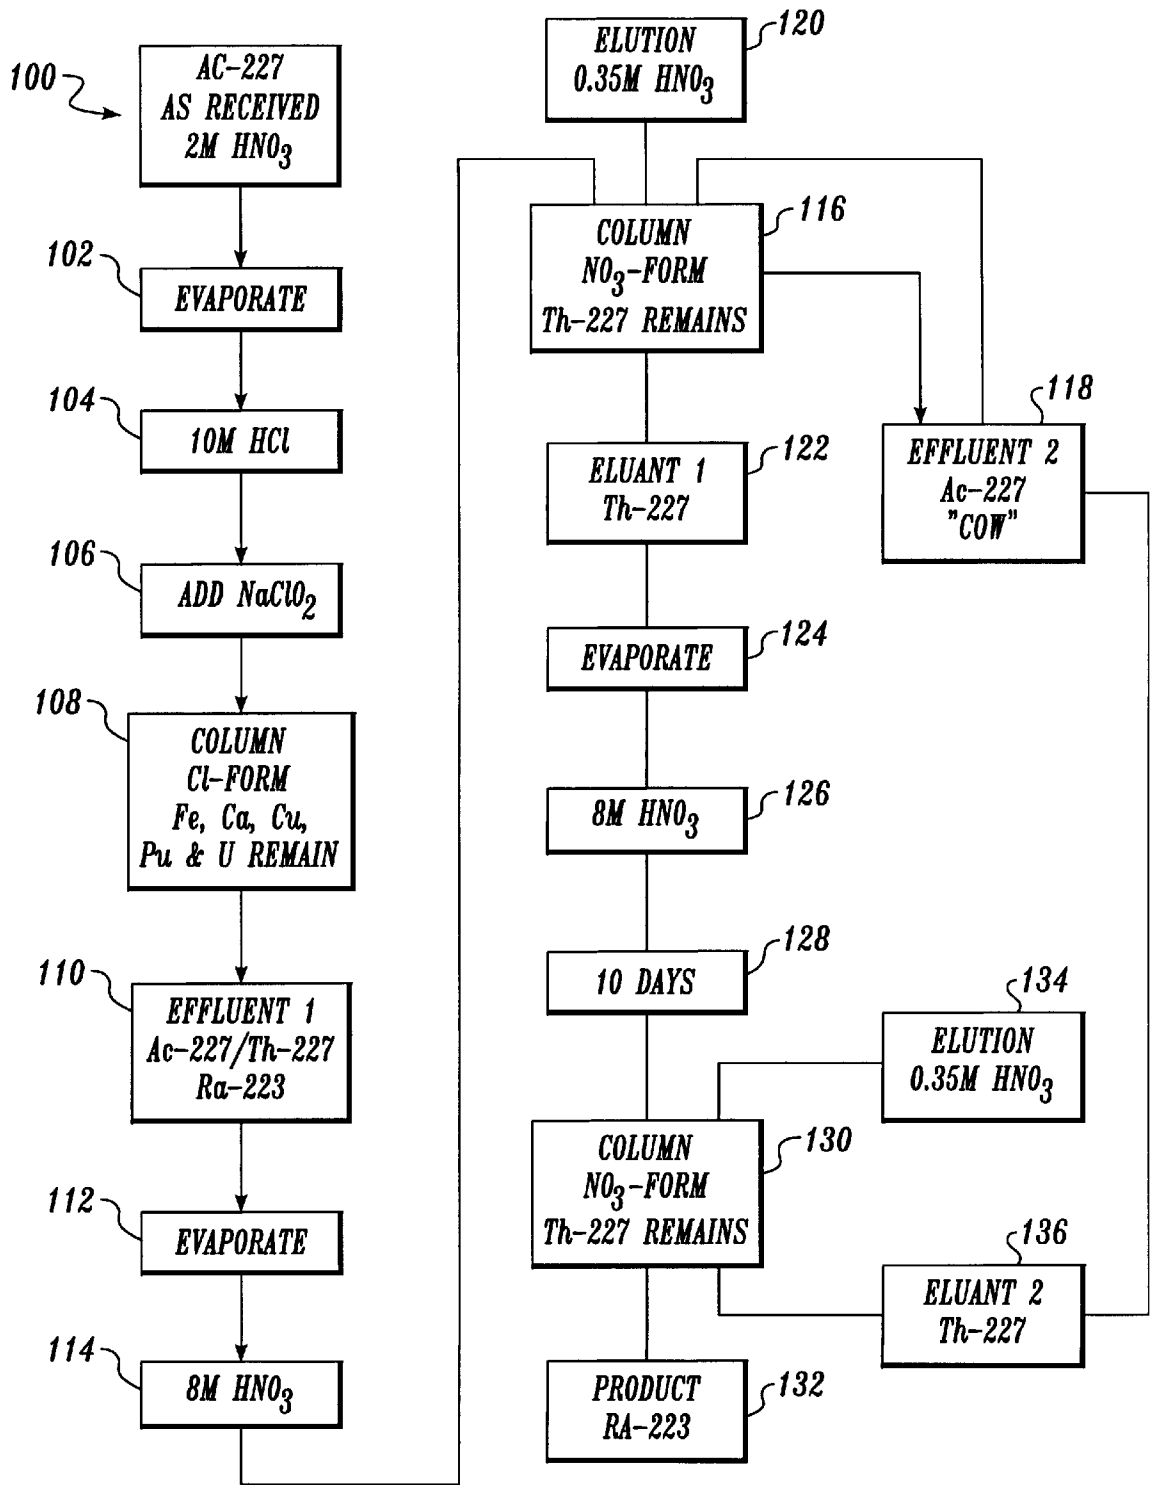 100
AC-227
AS RECEIVED
2M HNO3
102
EVAPORATE
104
10M HCl
106
ADD NaClO2
108
COLUMN
Cl-FORM
Fe, Ca, Cu,
Pu & U REMAIN
110
EFFLUENT 1
Ac-227/Th-227
Ra-223
112
EVAPORATE
114
8M HNO3
120
ELUTION
0.35M HNO3
116
COLUMN
NO3-FORM
Th-227 REMAINS
118
EFFLUENT 2
Ac-227
"COW"
122
ELUANT 1
Th-227
124
EVAPORATE
126
8M HNO3
128
10 DAYS
134
ELUTION
0.35M HNO3
130
COLUMN
NO3-FORM
Th-227 REMAINS
136
ELUANT 2
Th-227
132
PRODUCT
RA-223